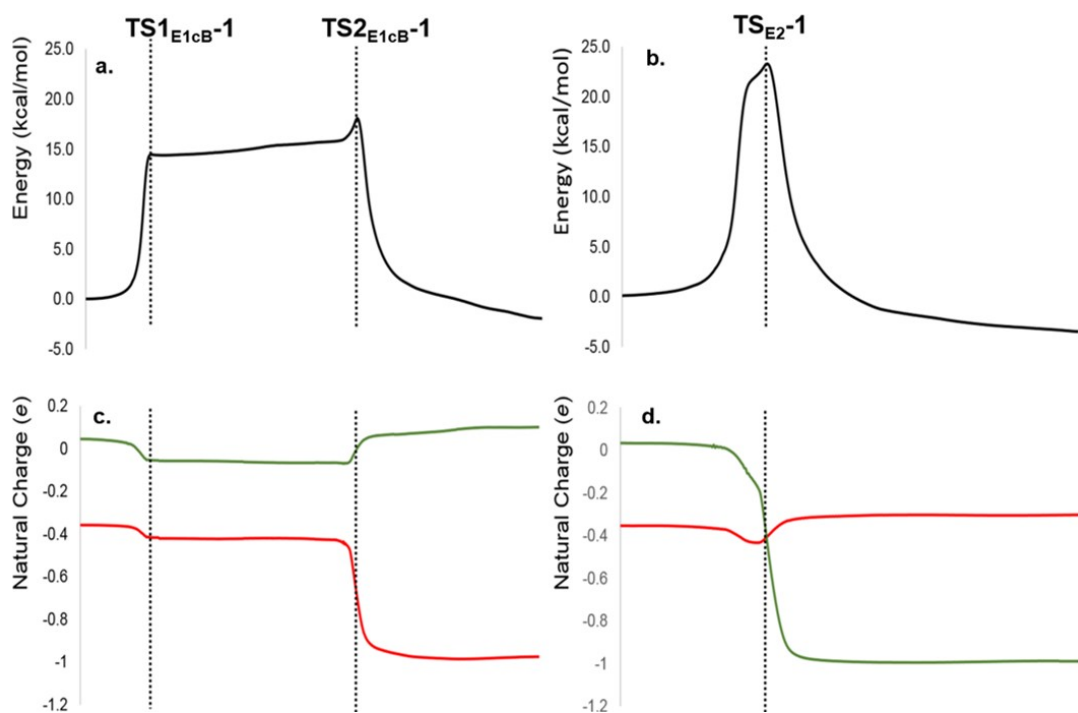 TS1E1cB-1
TS2E1cB-1
TSE2-1
a.
Energy (kcal/mol)
25.0
20.0
15.0
10.0
5.0
0.0
-5.0
b.
Energy (kcal/mol)
25.0
20.0
15.0
10.0
5.0
0.0
-5.0
c.
Natural Charge (e)
0.2
0
-0.2
-0.4
-0.6
-0.8
-1
-1.2
d.
Natural Charge (e)
0.2
0
-0.2
-0.4
-0.6
-0.8
-1
-1.2